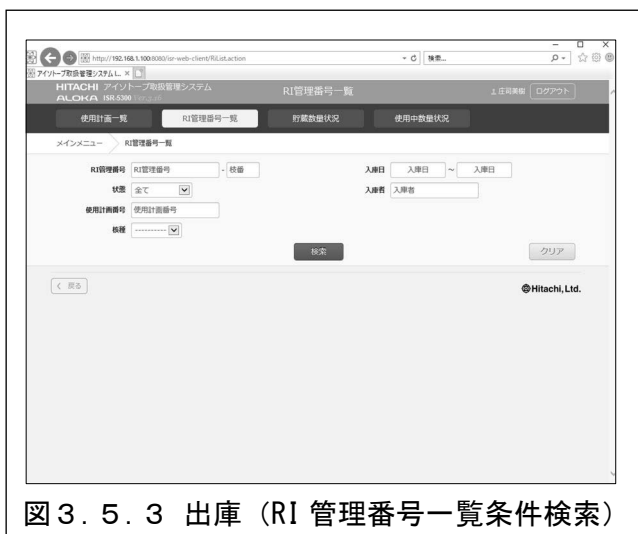 http://192.168.1.100:8080/isr-web-client/RiList.action
検索...
アイソトープ取扱管理システム I...
HITACHI アイソトープ取扱管理システム
ALOKA ISR-5300
RI管理番号一覧
庄司美樹 ログアウト
使用計画一覧 RI管理番号一覧 貯蔵数量状況 使用中数量状況
メインメニュー RI管理番号一覧
RI管理番号 RI管理番号 - 枝番 入庫日 入庫日 ~ 入庫日
状態 全て 入庫者 入庫者
使用計画番号 使用計画番号
核種 ----------
検索 クリア
< 戻る
Hitachi, Ltd.
図3.5.3 出庫（RI管理番号一覧条件検索）